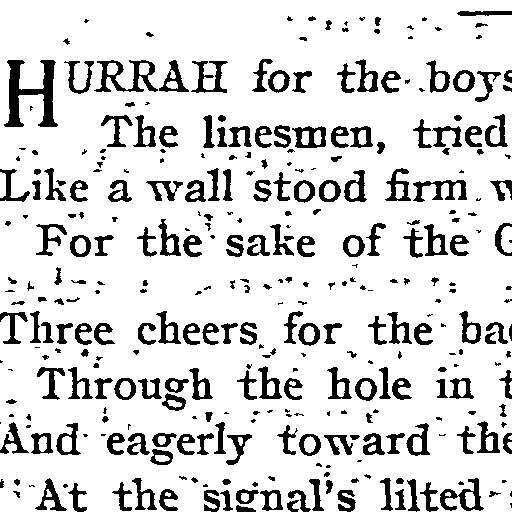 HURRAH for the boys
The linesmen, tried
Like a wall stood firm w
For the sake of the G
Three cheers for the bac
Through the hole in t
And eagerly toward the
At the signal's lilted s